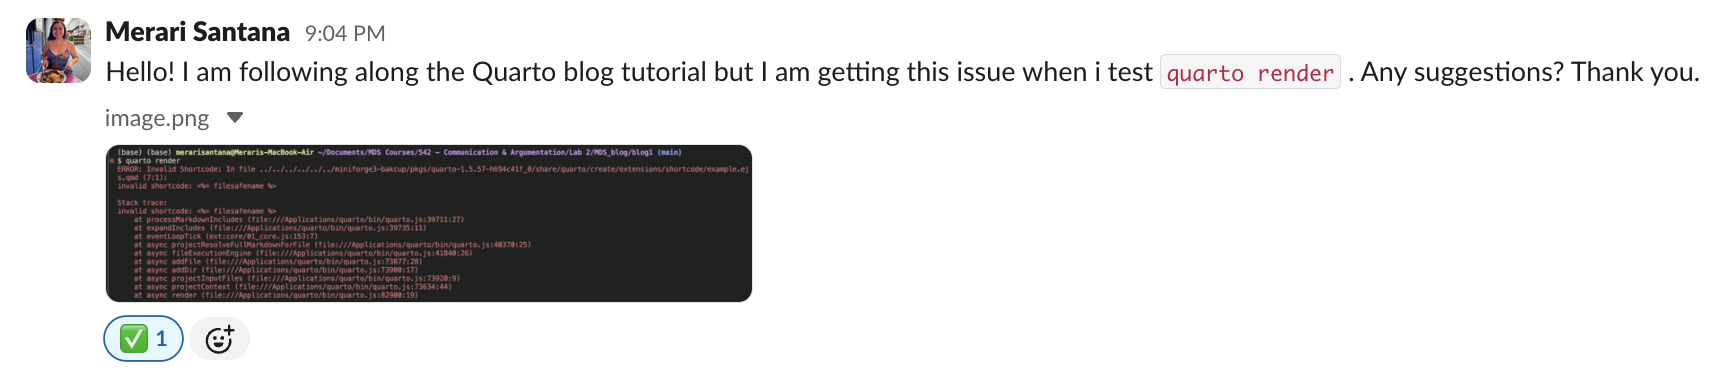 Merari Santana 9:04 PM
Hello! I am following along the Quarto blog tutorial but I am getting this issue when i test quarto render . Any suggestions? Thank you.
image.png
(base) (base) merarisantana@Meraris-MacBook-Air ~/Documents/MDS Courses/542 - Communication & Argumentation/Lab 2/MDS_blog/blog1 (main)
$ quarto render
ERROR: Invalid Shortcode: In file ../../../../../../miniforge3-bakcup/pkgs/quarto-1.5.57-h694c41f_0/share/quarto/create/extensions/shortcode/example.ej
s.qmd (7:1):
invalid shortcode: <%= filesafename %>
Stack trace:
invalid shortcode: <%= filesafename %>
at processMarkdownIncludes (file:///Applications/quarto/bin/quarto.js:39711:27)
at expandIncludes (file:///Applications/quarto/bin/quarto.js:39735:11)
at eventLoopTick (ext:core/01_core.js:153:7)
at async projectResolveFullMarkdownForFile (file:///Applications/quarto/bin/quarto.js:40370:25)
at async fileExecutionEngine (file:///Applications/quarto/bin/quarto.js:41840:26)
at async addFile (file:///Applications/quarto/bin/quarto.js:73877:28)
at async addDir (file:///Applications/quarto/bin/quarto.js:73900:17)
at async projectInputFiles (file:///Applications/quarto/bin/quarto.js:73920:9)
at async projectContext (file:///Applications/quarto/bin/quarto.js:73634:44)
at async render (file:///Applications/quarto/bin/quarto.js:82900:19)
1